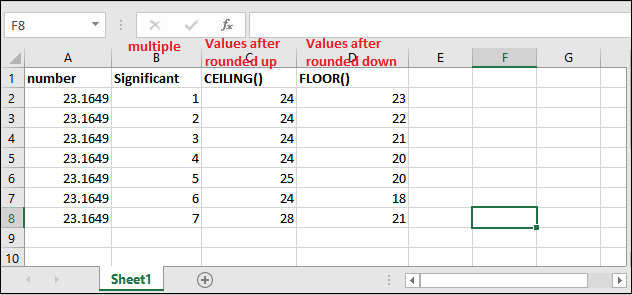 F8 fx
multiple Values after Values after
rounded up rounded down
A B C D E F G
1 number Significant CEILING() FLOOR()
2 23.1649 1 24 23
3 23.1649 2 24 22
4 23.1649 3 24 21
5 23.1649 4 24 20
6 23.1649 5 25 20
7 23.1649 6 24 18
8 23.1649 7 28 21
9
10
Sheet1